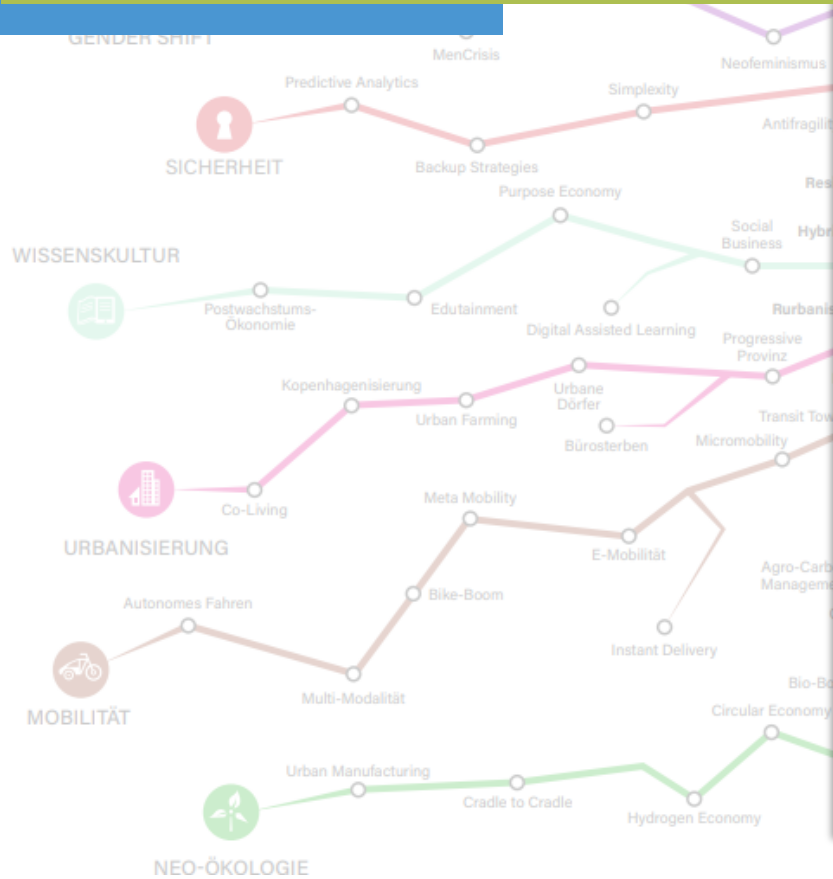 GENDER SHIFT
MenCrisis
Neofeminismus
Predictive Analytics
Simplexity
SICHERHEIT
Backup Strategies
Purpose Economy
WISSENSKULTUR
Social
Business
Postwachstums-
Ökonomie
Edutainment
Digital Assisted Learning
Progressive
Provinz
Kopenhagenisierung
Urban Farming
Urbane
Dörfer
Bürosterben
Transit
Micromobility
Co-Living
Meta Mobility
URBANISIERUNG
E-Mobilität
Autonomes Fahren
Bike-Boom
Instant Delivery
MOBILITÄT
Multi-Modalität
Circular Economy
Urban Manufacturing
Cradle to Cradle
Hydrogen Economy
NEO-ÖKOLOGIE